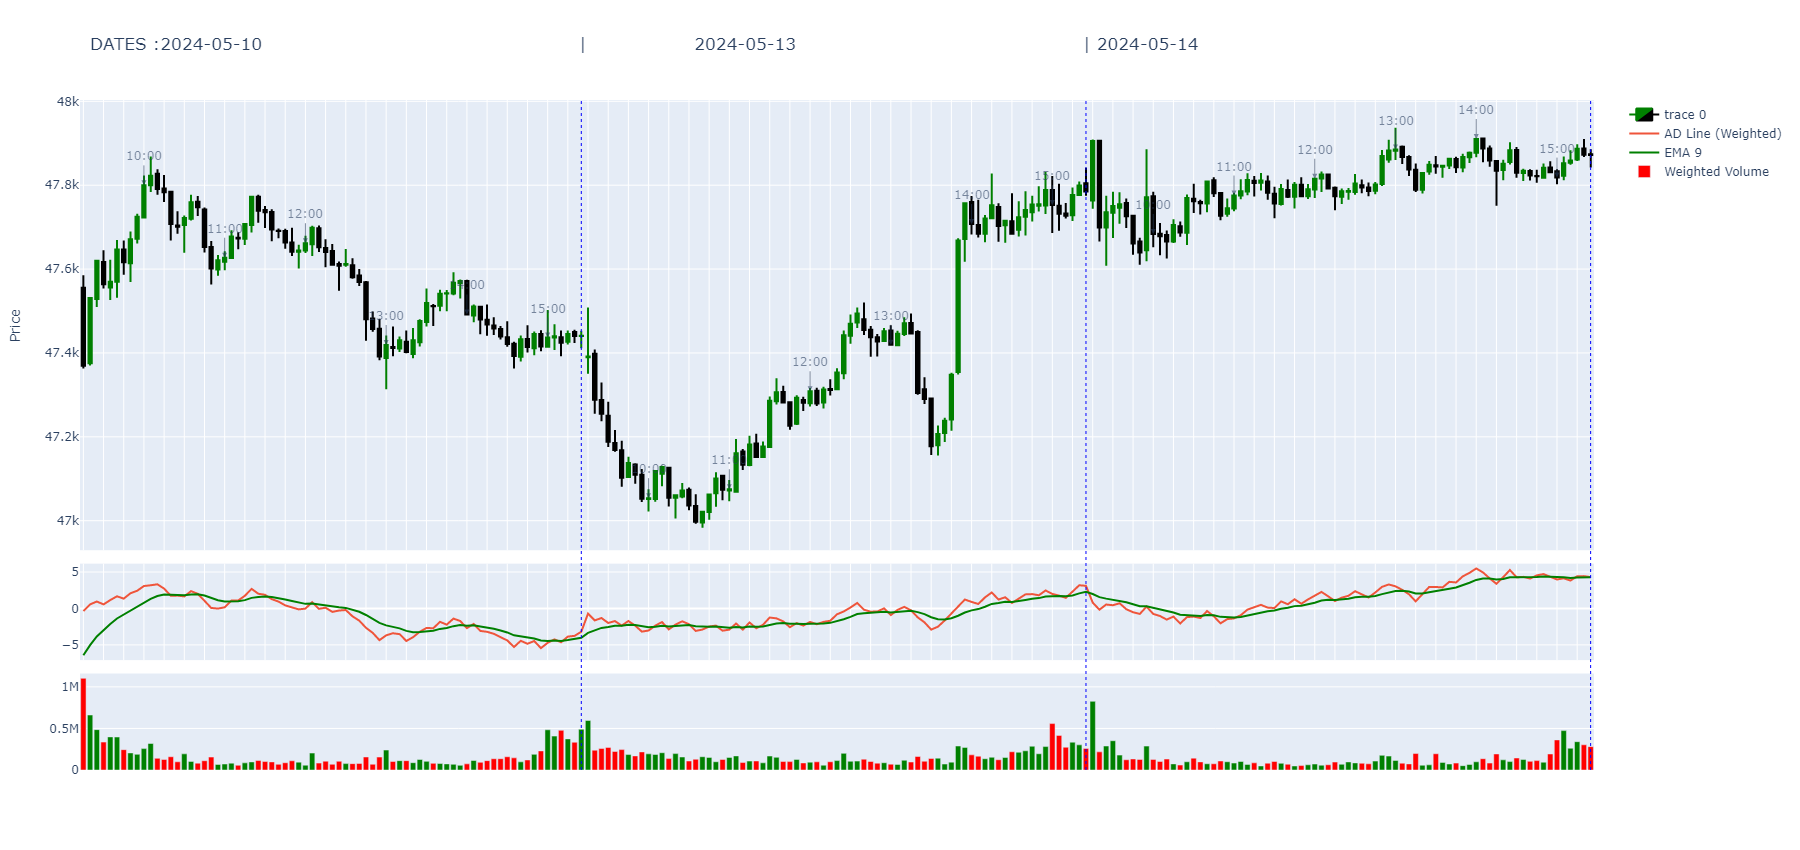 DATES :2024-05-10 | 2024-05-13 | 2024-05-14
48k
47.8k
47.6k
47.4k
47.2k
47k
Price
10:00
11:00
12:00
13:00
15:00
11:
12:00
13:00
14:00
15:00
11:00
12:00
13:00
14:00
15:00
trace 0
AD Line (Weighted)
EMA 9
Weighted Volume
5
0
−5
1M
0.5M
0